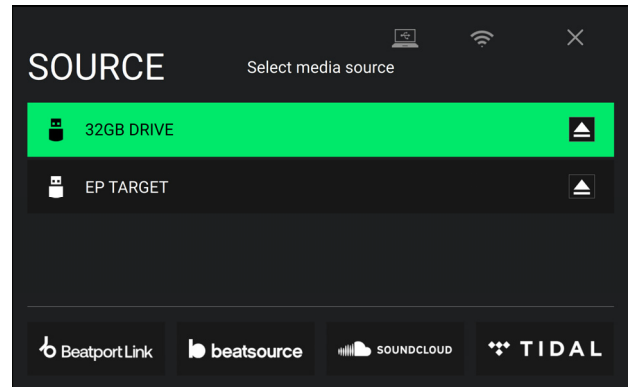 SOURCE
Select media source
32GB DRIVE
EP TARGET
Beatport Link
beatsource
SOUNDCLOUD
TIDAL